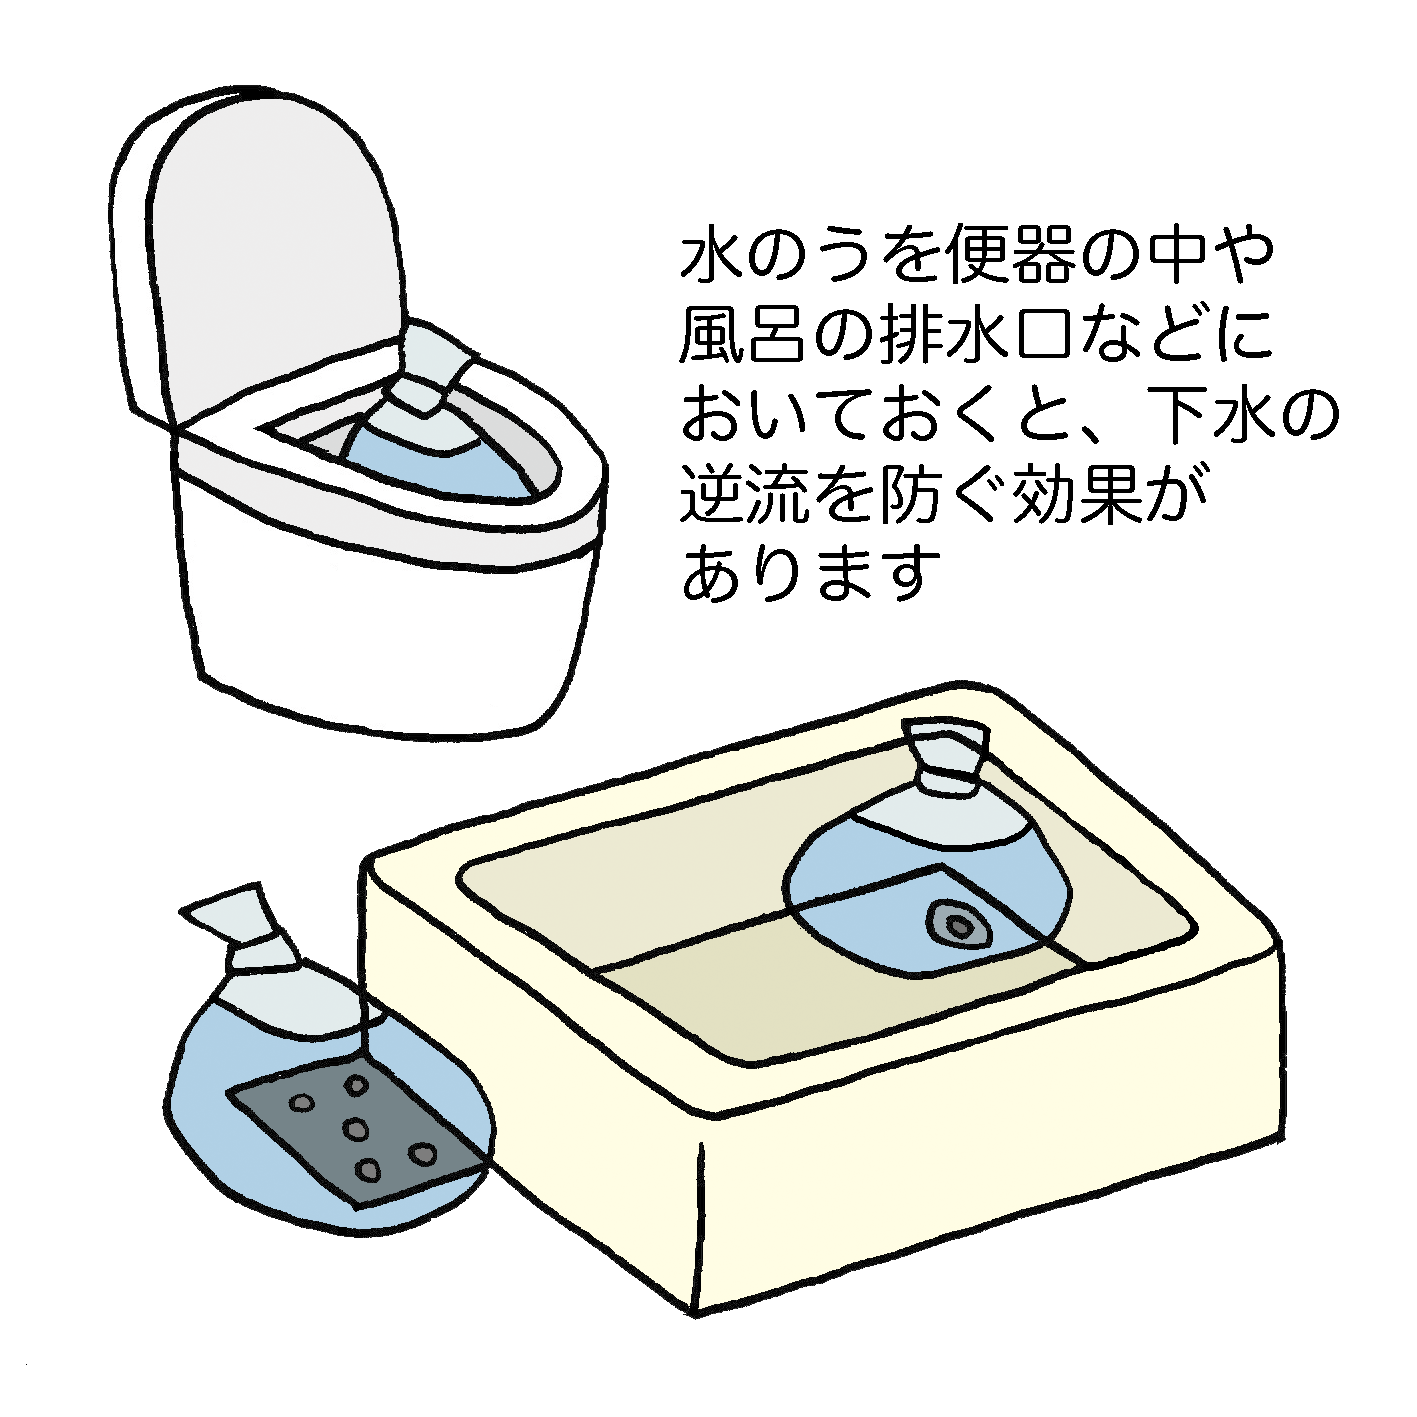 水のうを便器の中や
風呂の排水口などに
おいておくと、下水の
逆流を防ぐ効果が
あります